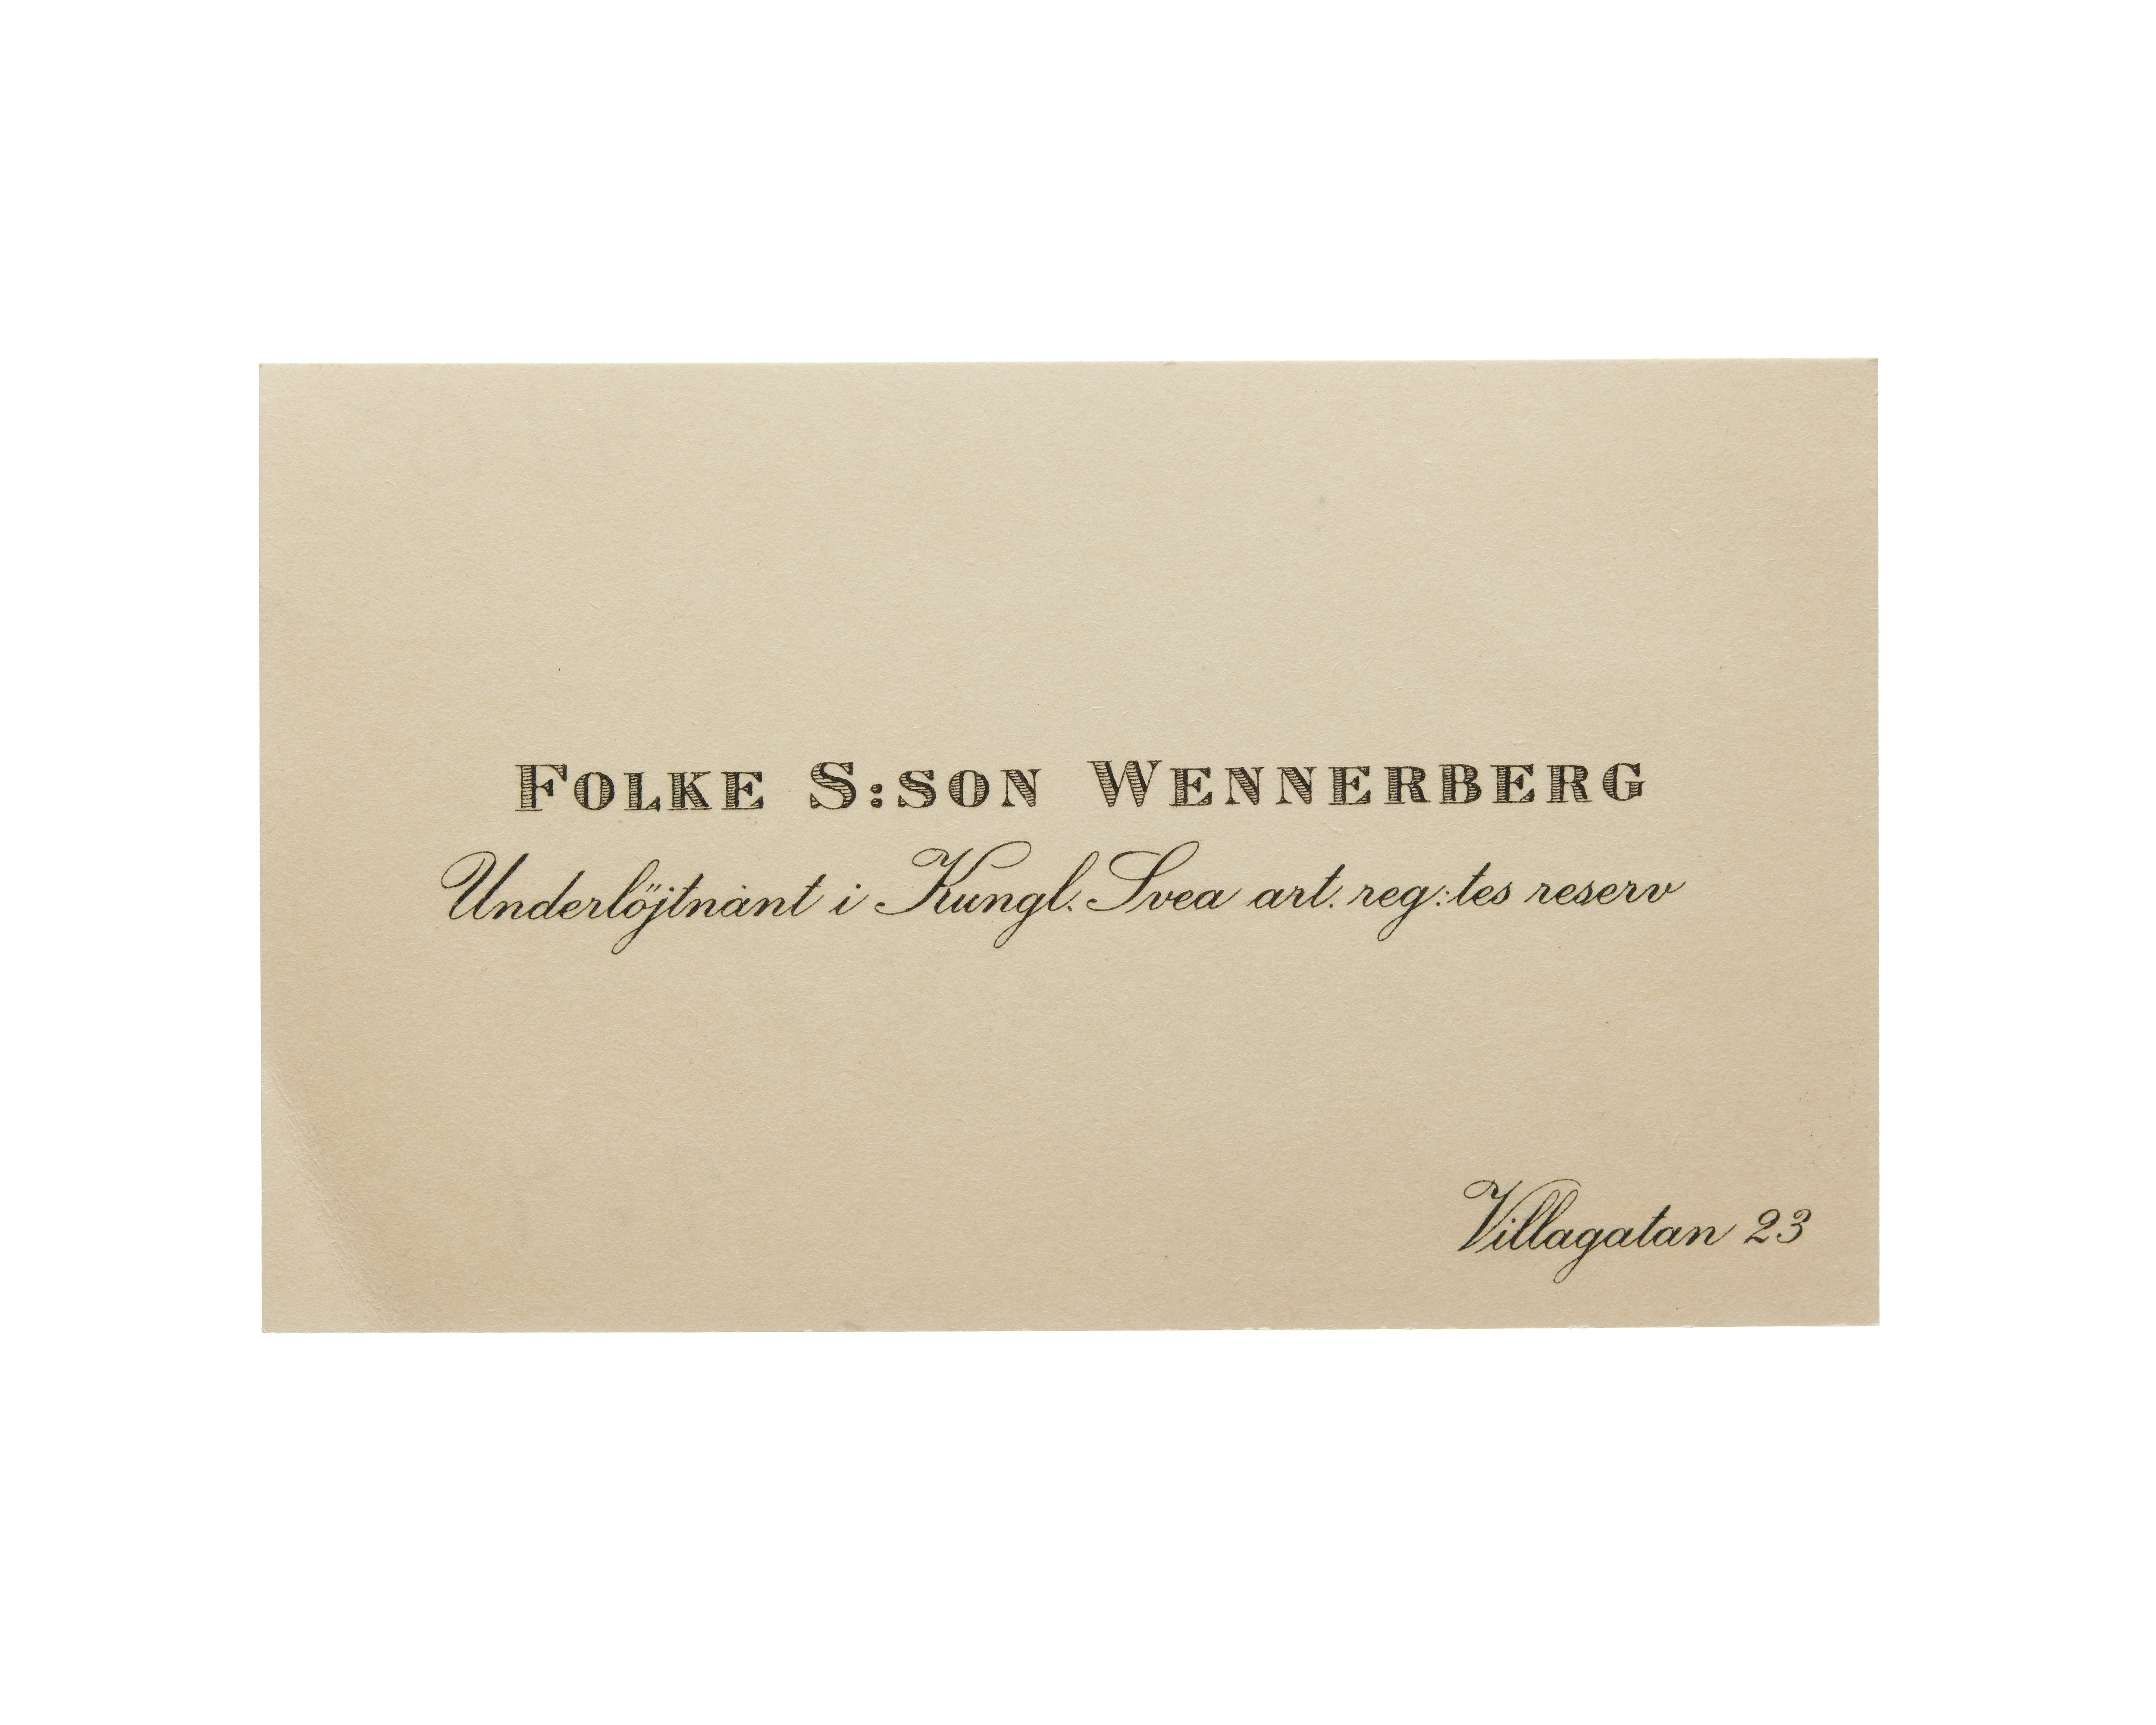 FOLKE S:SON WENNERBERG
Underlöjtnant i Kungl. Svea art. reg:tes reserv
Villagatan 23